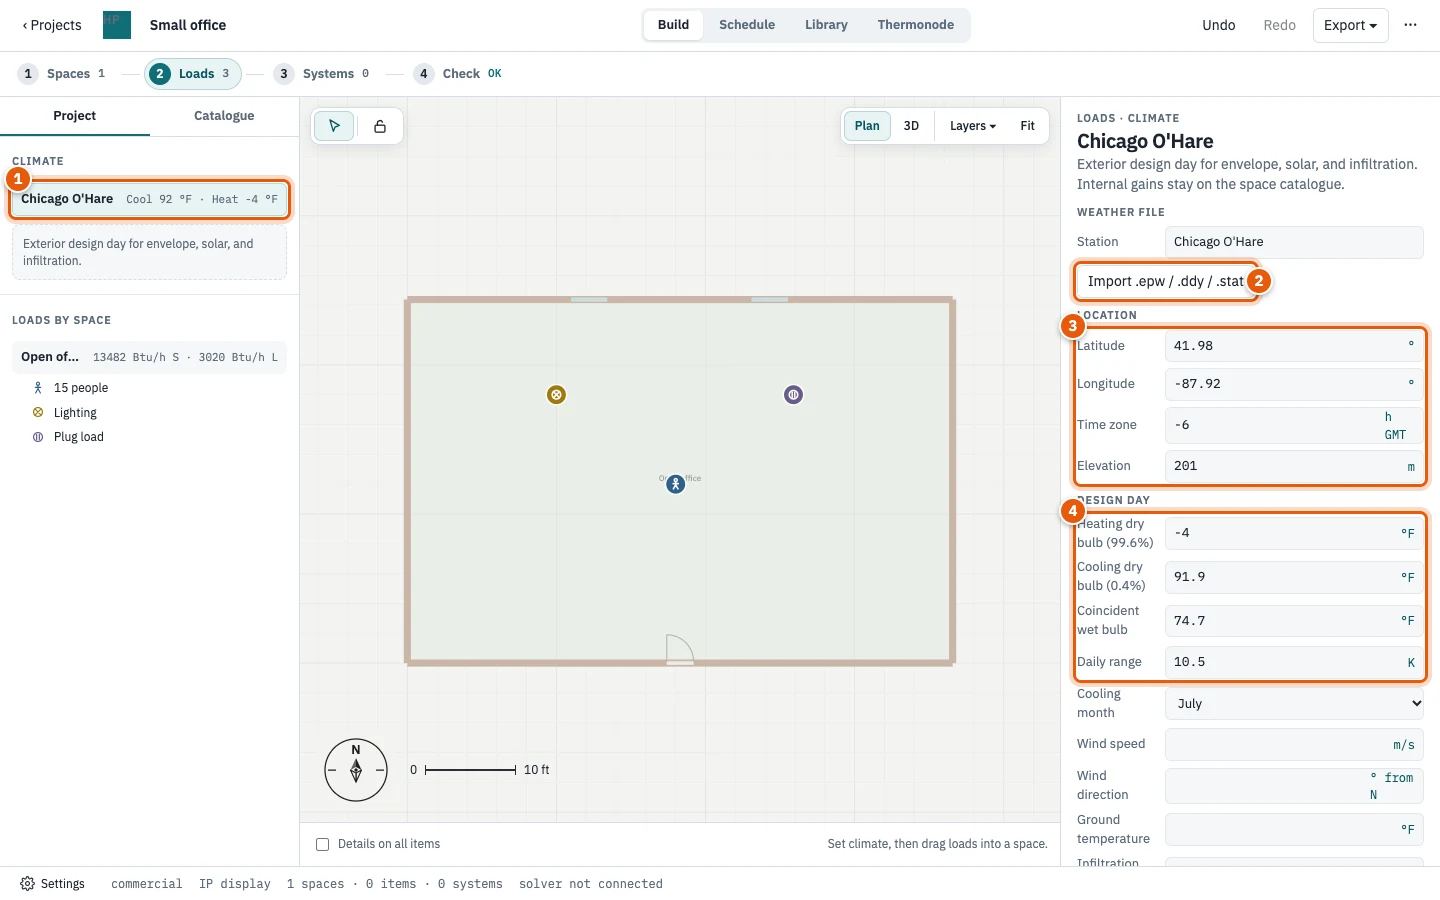 ‹ Projects
HP
Small office
Build
Schedule
Library
Thermonode
Undo
Redo
Export
...
1 Spaces 1
2 Loads 3
3 Systems 0
4 Check OK
Project
Catalogue
CLIMATE
1
Chicago O'Hare Cool 92 °F · Heat -4 °F
Exterior design day for envelope, solar, and
infiltration.
LOADS BY SPACE
Open of... 13482 Btu/h S · 3020 Btu/h L
15 people
Lighting
Plug load
Plan
3D
Layers
Fit
N
0
10 ft
Details on all items
Set climate, then drag loads into a space.
LOADS · CLIMATE
Chicago O'Hare
Exterior design day for envelope, solar, and infiltration.
Internal gains stay on the space catalogue.
WEATHER FILE
Station Chicago O'Hare
Import .epw / .ddy / .stat
2
3
LOCATION
Latitude 41.98 °
Longitude -87.92 °
Time zone -6 h
GMT
Elevation 201 m
4
DESIGN DAY
Heating dry
bulb (99.6%) -4 °F
Cooling dry
bulb (0.4%) 91.9 °F
Coincident
wet bulb 74.7 °F
Daily range 10.5 K
Cooling
month July
Wind speed m/s
Wind
direction ° from
N
Ground
temperature °F
Infiltration
Settings
commercial
IP display
1 spaces · 0 items · 0 systems
solver not connected